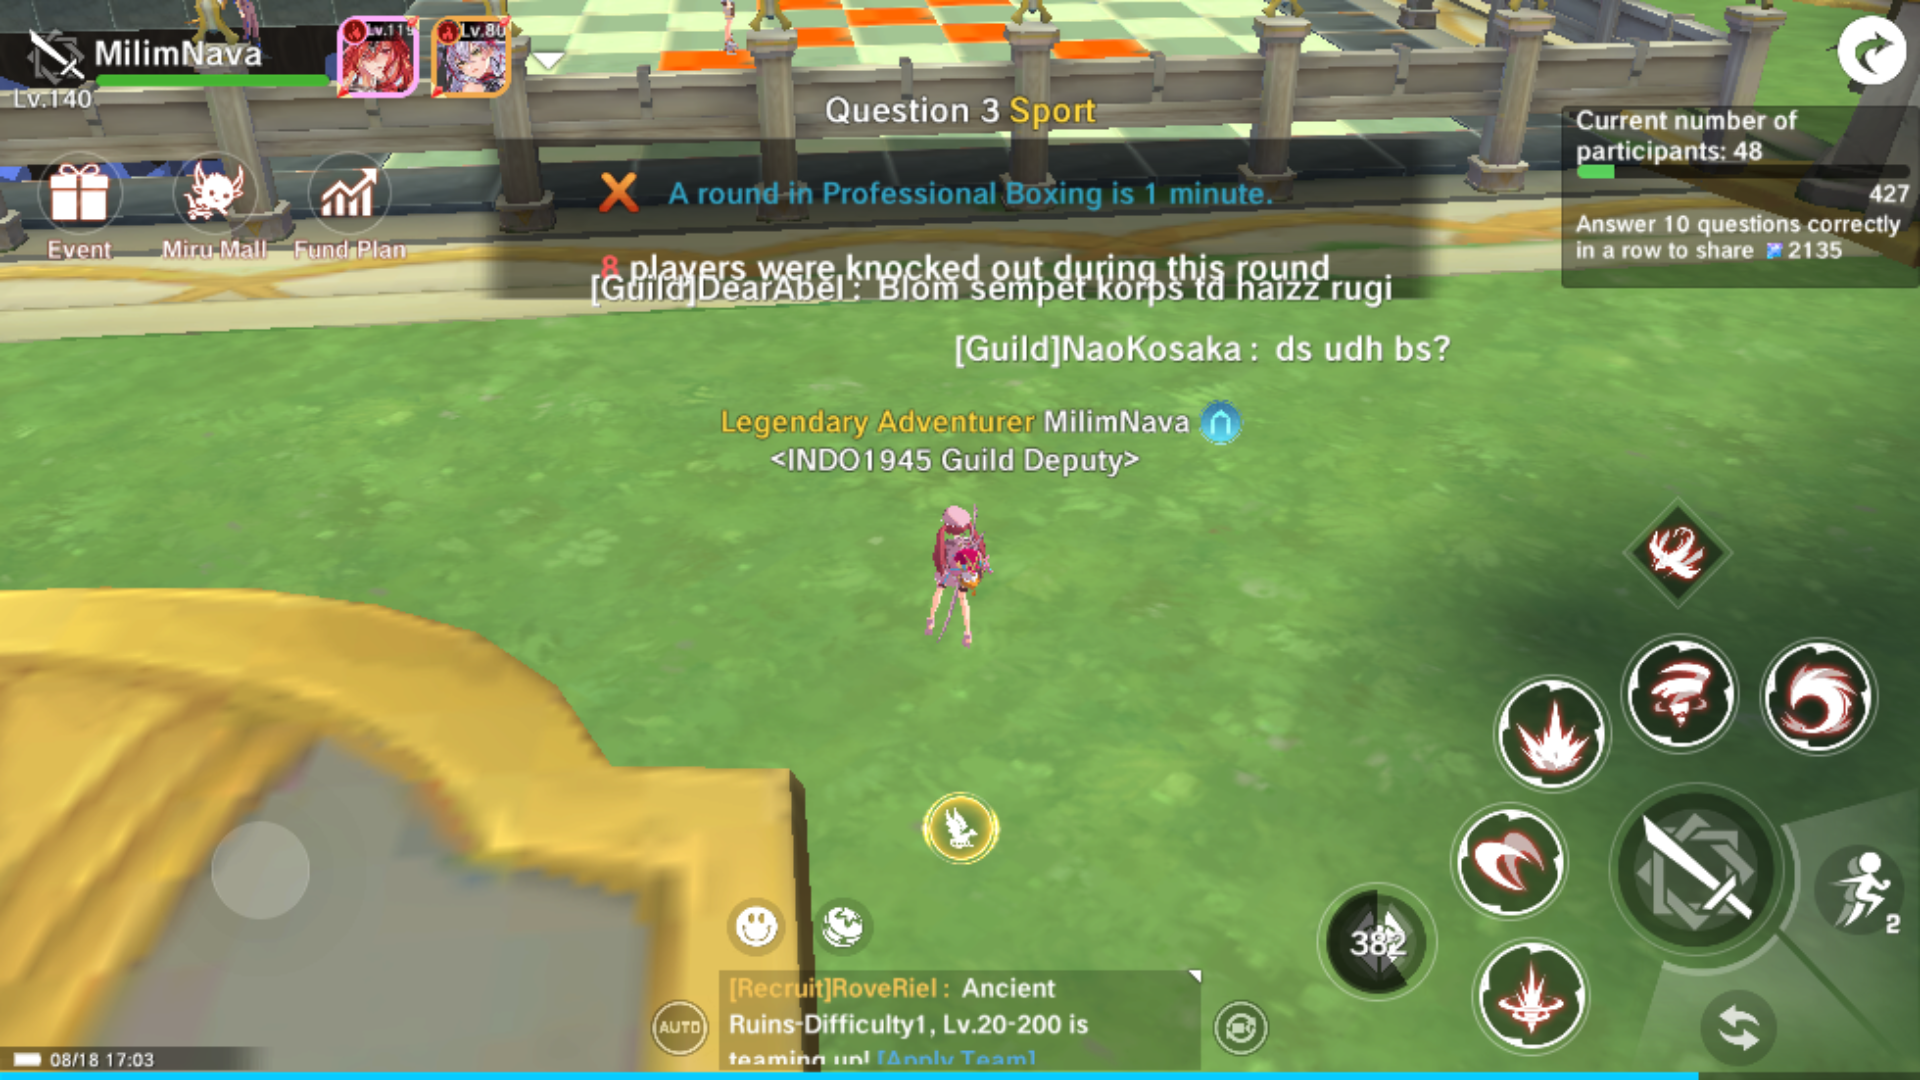 MilimNava
Lv.140
Lv.119
Lv.80
Question 3 Sport
A round in Professional Boxing is 1 minute.
8 players were knocked out during this round
[Guild]DearAbel : Blom sempet korps td haizz rugi
[Guild]NaoKosaka : ds udh bs?
Current number of
participants: 48
427
Answer 10 questions correctly
in a row to share 2135
Event
Miru Mall
Fund Plan
Legendary Adventurer MilimNava
<INDO1945 Guild Deputy>
382
2
AUTO
[Recruit]RoveRiel : Ancient
Ruins-Difficulty1, Lv.20-200 is
teaming up! [Apply Team]
08/18 17:03